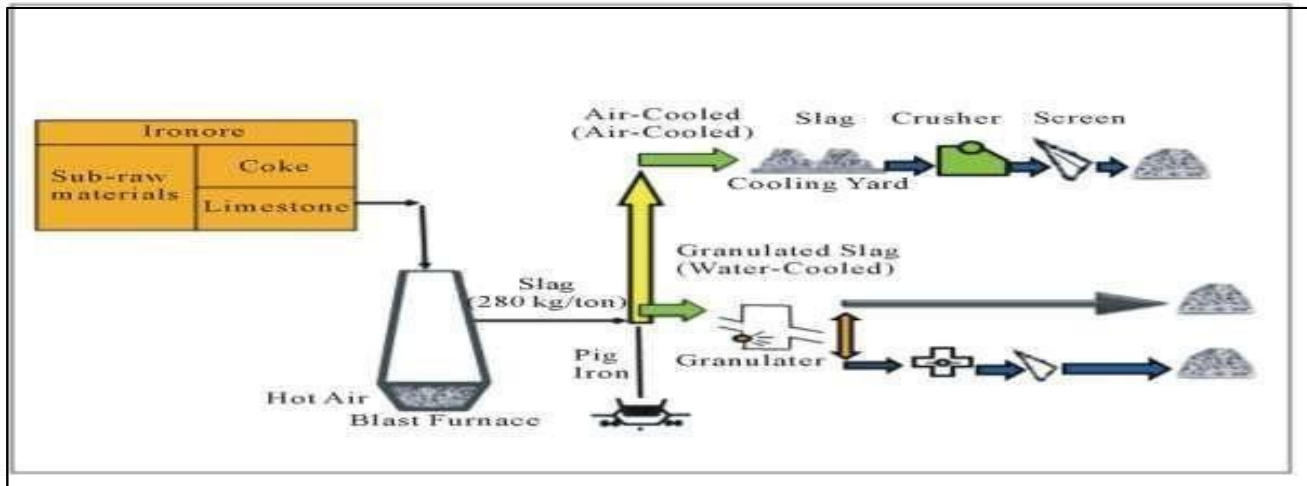 Ironore
Sub-raw
materials
Coke
Limestone
Air-Cooled
(Air-Cooled)
Slag
Crusher
Screen
Cooling Yard
Granulated Slag
(Water-Cooled)
Slag
(280 kg/ton)
Granulater
Pig
Iron
Hot Air
Blast Furnace